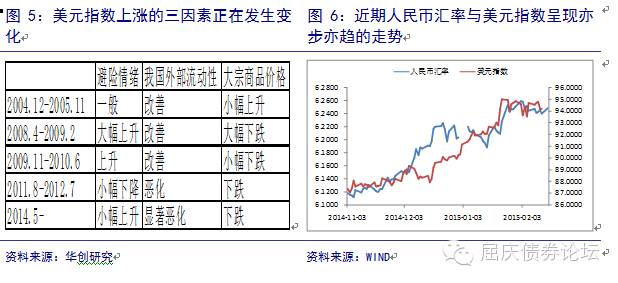 图 5：美元指数上涨的三因素正在发生变
化
避险情绪 我国外部流动性 大宗商品价格
2004.12-2005.11 一般 改善 小幅上升
2008.4-2009.2 大幅上升 改善 大幅下跌
2009.11-2010.6 上升 改善 小幅下跌
2011.8-2012.7 小幅下降 恶化 下跌
2014.5- 小幅上升 显著恶化 下跌
资料来源：华创研究
图 6：近期人民币汇率与美元指数呈现亦
步亦趋的走势
人民币汇率 美元指数
6.2800
6.2600
6.2400
6.2200
6.2000
6.1800
6.1600
6.1400
6.1200
6.1000
96.0000
95.0000
94.0000
93.0000
92.0000
91.0000
90.0000
89.0000
88.0000
87.0000
86.0000
2014-11-03 2014-12-03 2015-01-03 2015-02-03
资料来源：WIND
屈庆债券论坛